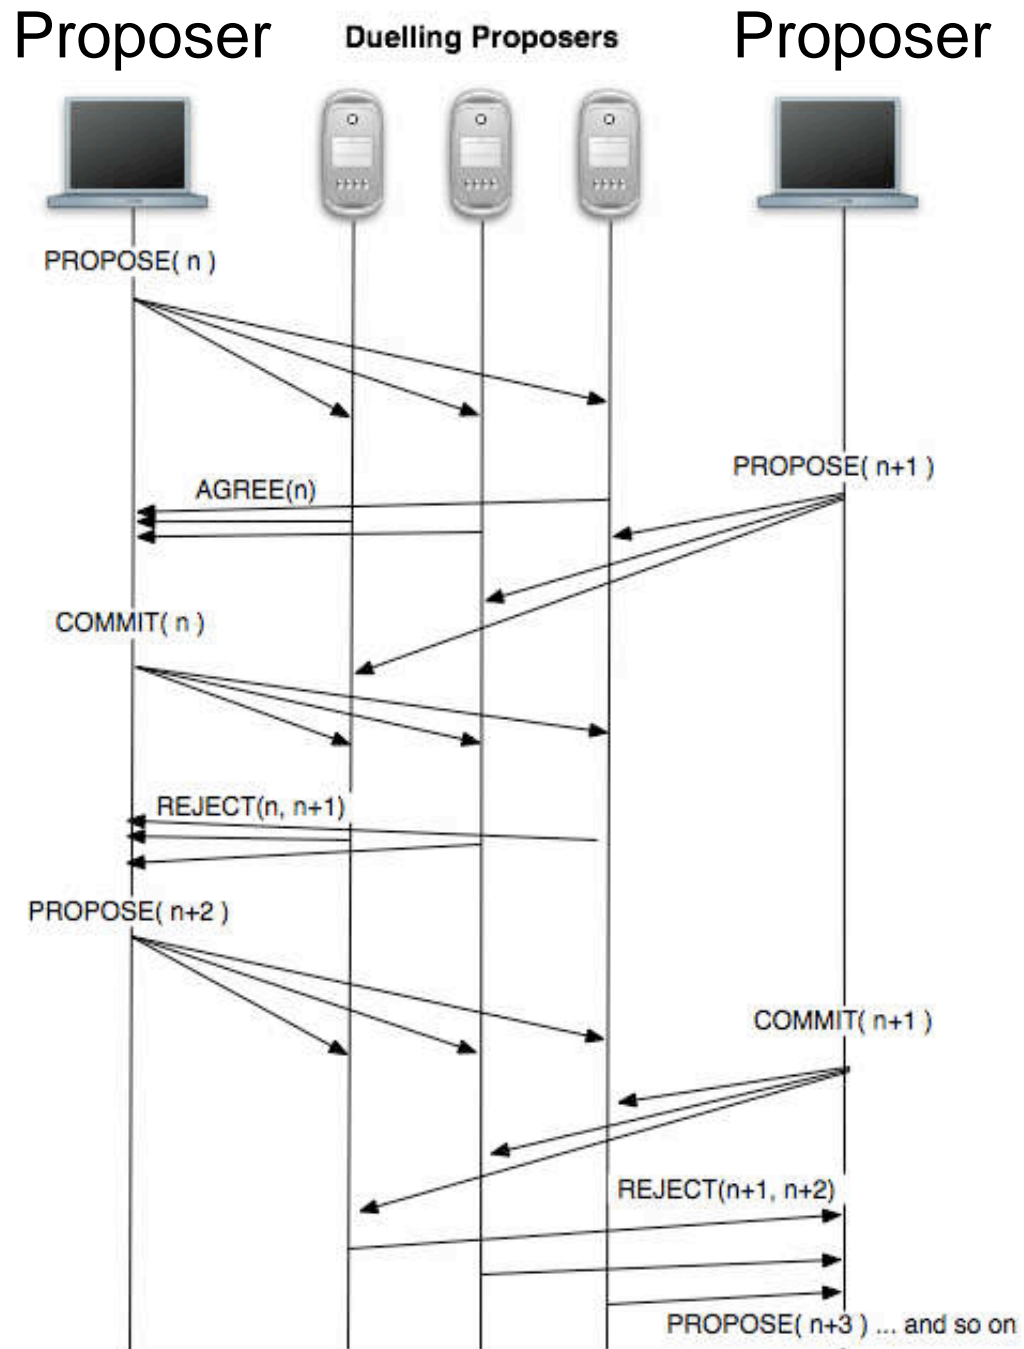 Proposer
Duelling Proposers
Proposer
PROPOSE( n )
PROPOSE( n+1 )
AGREE(n)
COMMIT( n )
REJECT(n, n+1)
PROPOSE( n+2 )
COMMIT( n+1 )
REJECT(n+1, n+2)
PROPOSE( n+3 ) ... and so on